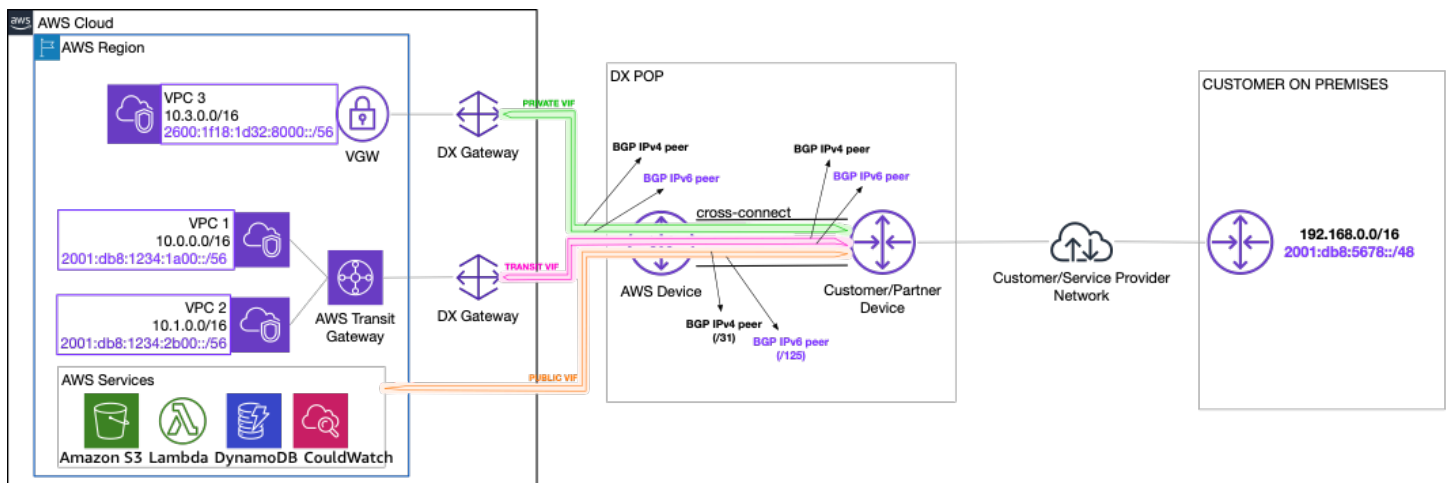 aws
AWS Cloud
AWS Region
VPC 3
10.3.0.0/16
2600:1f18:1d32:8000::/56
VGW
DX Gateway
PRIVATE VIF
VPC 1
10.0.0.0/16
2001:db8:1234:1a00::/56
VPC 2
10.1.0.0/16
2001:db8:1234:2b00::/56
AWS Transit
Gateway
DX Gateway
TRANSIT VIF
AWS Services
Amazon S3
Lambda
DynamoDB
CouldWatch
PUBLIC VIF
DX POP
BGP IPv4 peer
BGP IPv6 peer
BGP IPv4 peer
BGP IPv6 peer
cross-connect
AWS Device
Customer/Partner
Device
BGP IPv4 peer
(/31)
BGP IPv6 peer
(/125)
Customer/Service Provider
Network
CUSTOMER ON PREMISES
192.168.0.0/16
2001:db8:5678::/48